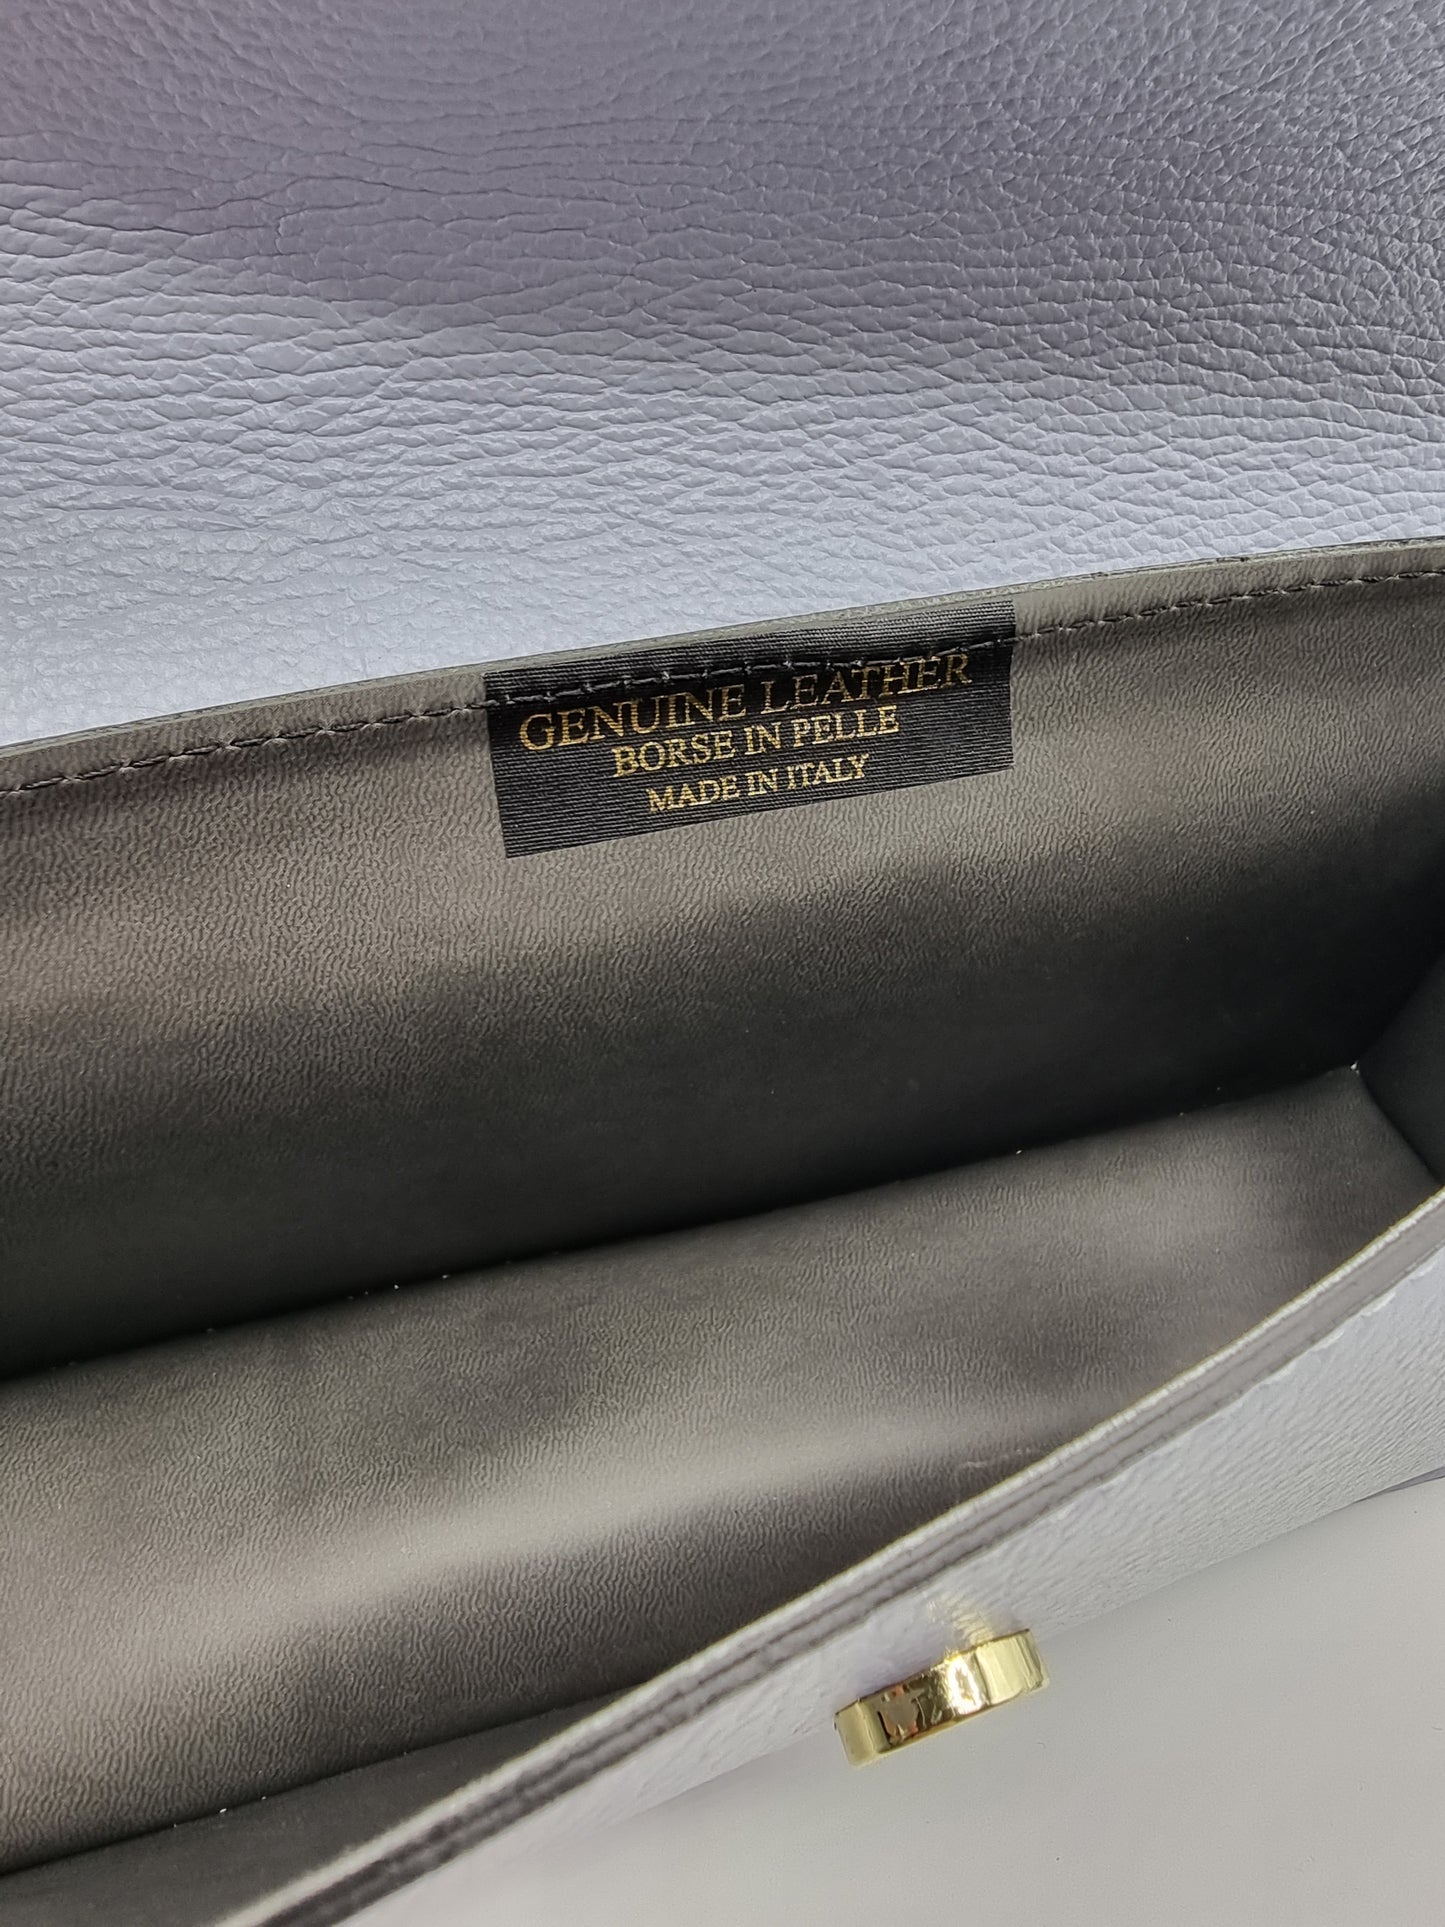 GENUINE LEATHER
BORSE IN PELLE
MADE IN ITALY